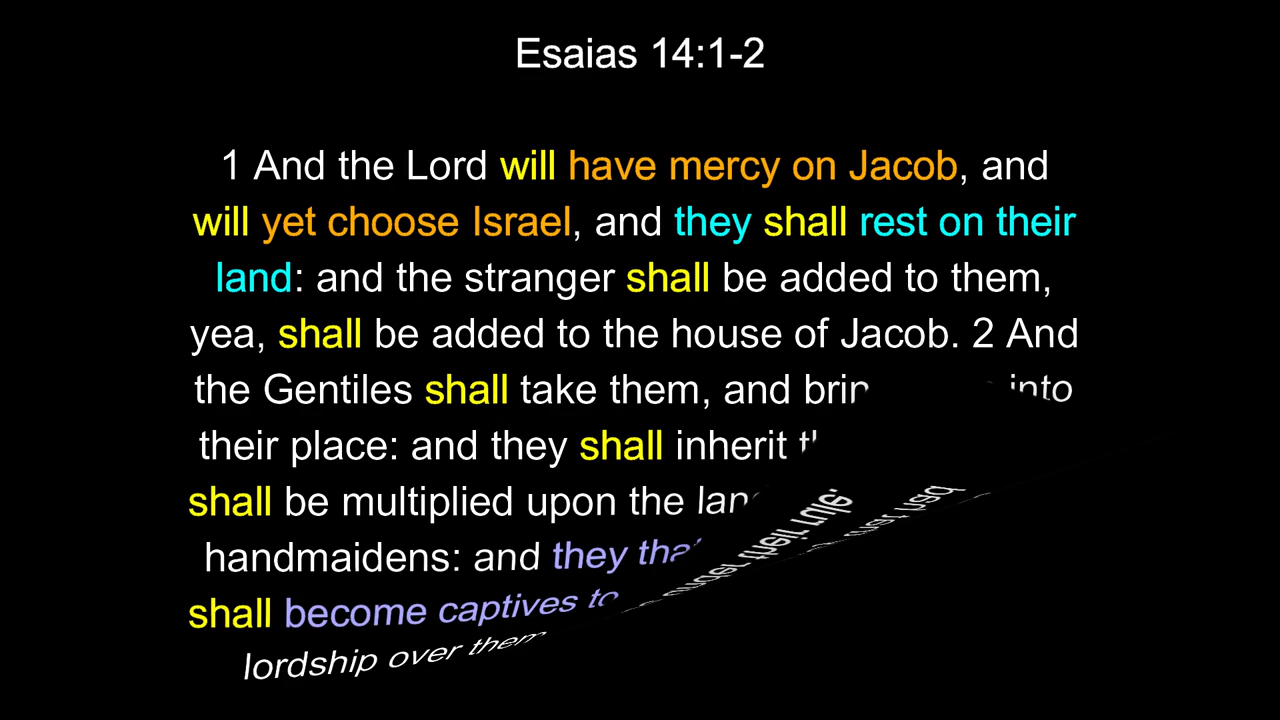 Esaias 14:1-2
1 And the Lord will have mercy on Jacob, and
will yet choose Israel, and they shall rest on their
land: and the stranger shall be added to them,
yea, shall be added to the house of Jacob. 2 And
the Gentiles shall take them, and into
their place: and they shall inherit
shall be multiplied upon the
handmaidens: and they
shall become captives to
lordship over them